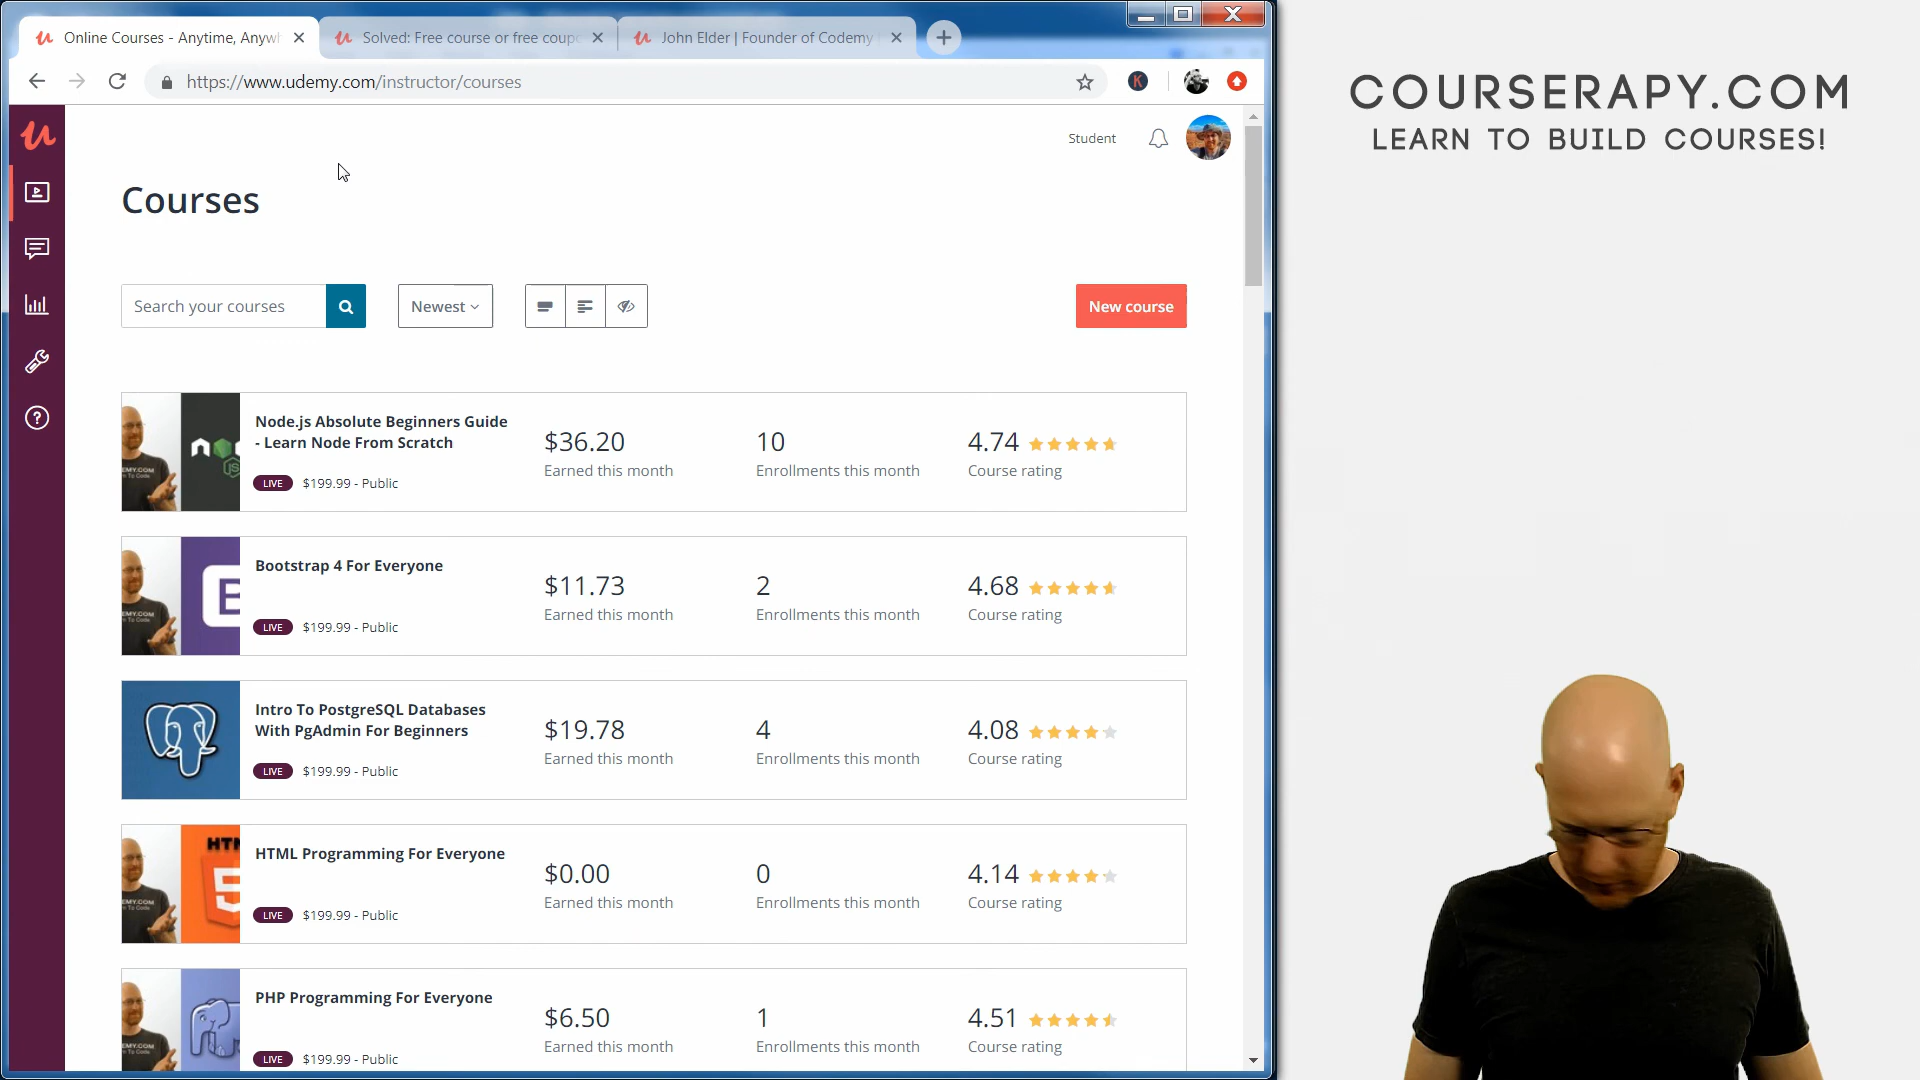 Online Courses - Anytime, Anywh
Solved: Free course or free coup
John Elder | Founder of Codemy
https://www.udemy.com/instructor/courses
K
COURSERAPY.COM
LEARN TO BUILD COURSES!
Student
Courses
Search your courses
Newest
New course
Node.js Absolute Beginners Guide
- Learn Node From Scratch
LIVE $199.99 - Public
$36.20
Earned this month
10
Enrollments this month
4.74
Course rating
Bootstrap 4 For Everyone
LIVE $199.99 - Public
$11.73
Earned this month
2
Enrollments this month
4.68
Course rating
Intro To PostgreSQL Databases
With PgAdmin For Beginners
LIVE $199.99 - Public
$19.78
Earned this month
4
Enrollments this month
4.08
Course rating
HTML Programming For Everyone
LIVE $199.99 - Public
$0.00
Earned this month
0
Enrollments this month
4.14
Course rating
PHP Programming For Everyone
LIVE $199.99 - Public
$6.50
Earned this month
1
Enrollments this month
4.51
Course rating